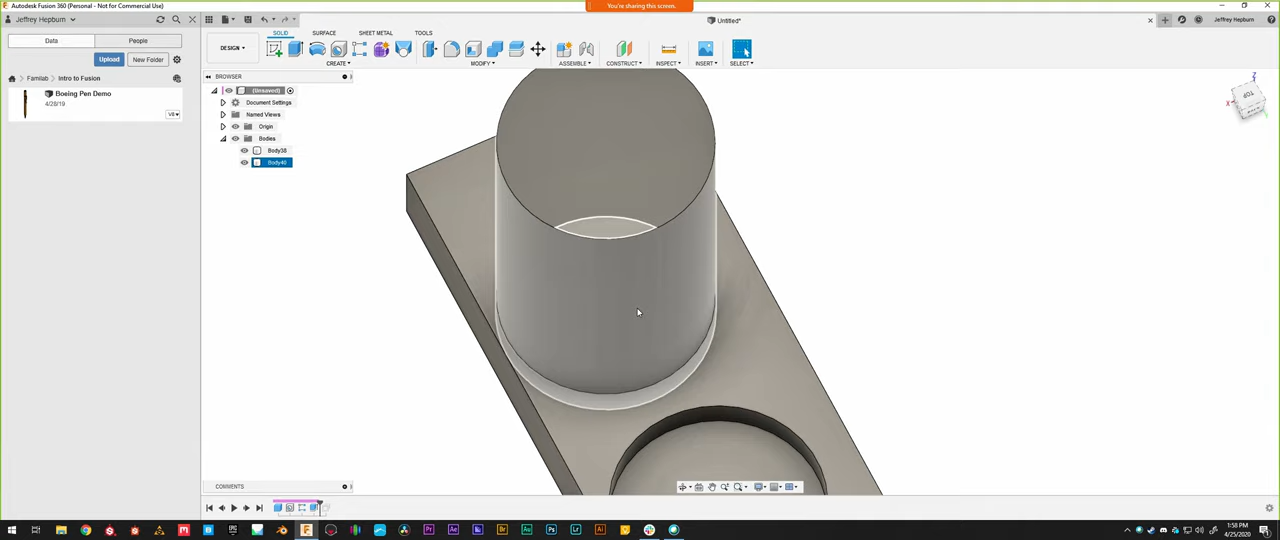 Autodesk Fusion 360 (Personal - Not for Commercial Use)
You're sharing this screen.
Jeffrey Hepburn
Untitled*
Jeffrey Hepburn
Data
People
Upload
New Folder
Familab
Intro to Fusion
Boeing Pen Demo
4/28/19
V8
DESIGN
SOLID
SURFACE
SHEET METAL
TOOLS
CREATE
MODIFY
ASSEMBLE
CONSTRUCT
INSPECT
INSERT
SELECT
BROWSER
(Unsaved)
Document Settings
Named Views
Origin
Bodies
Body38
Body40
TOP
Z
X
COMMENTS
1:58 PM
4/25/2020